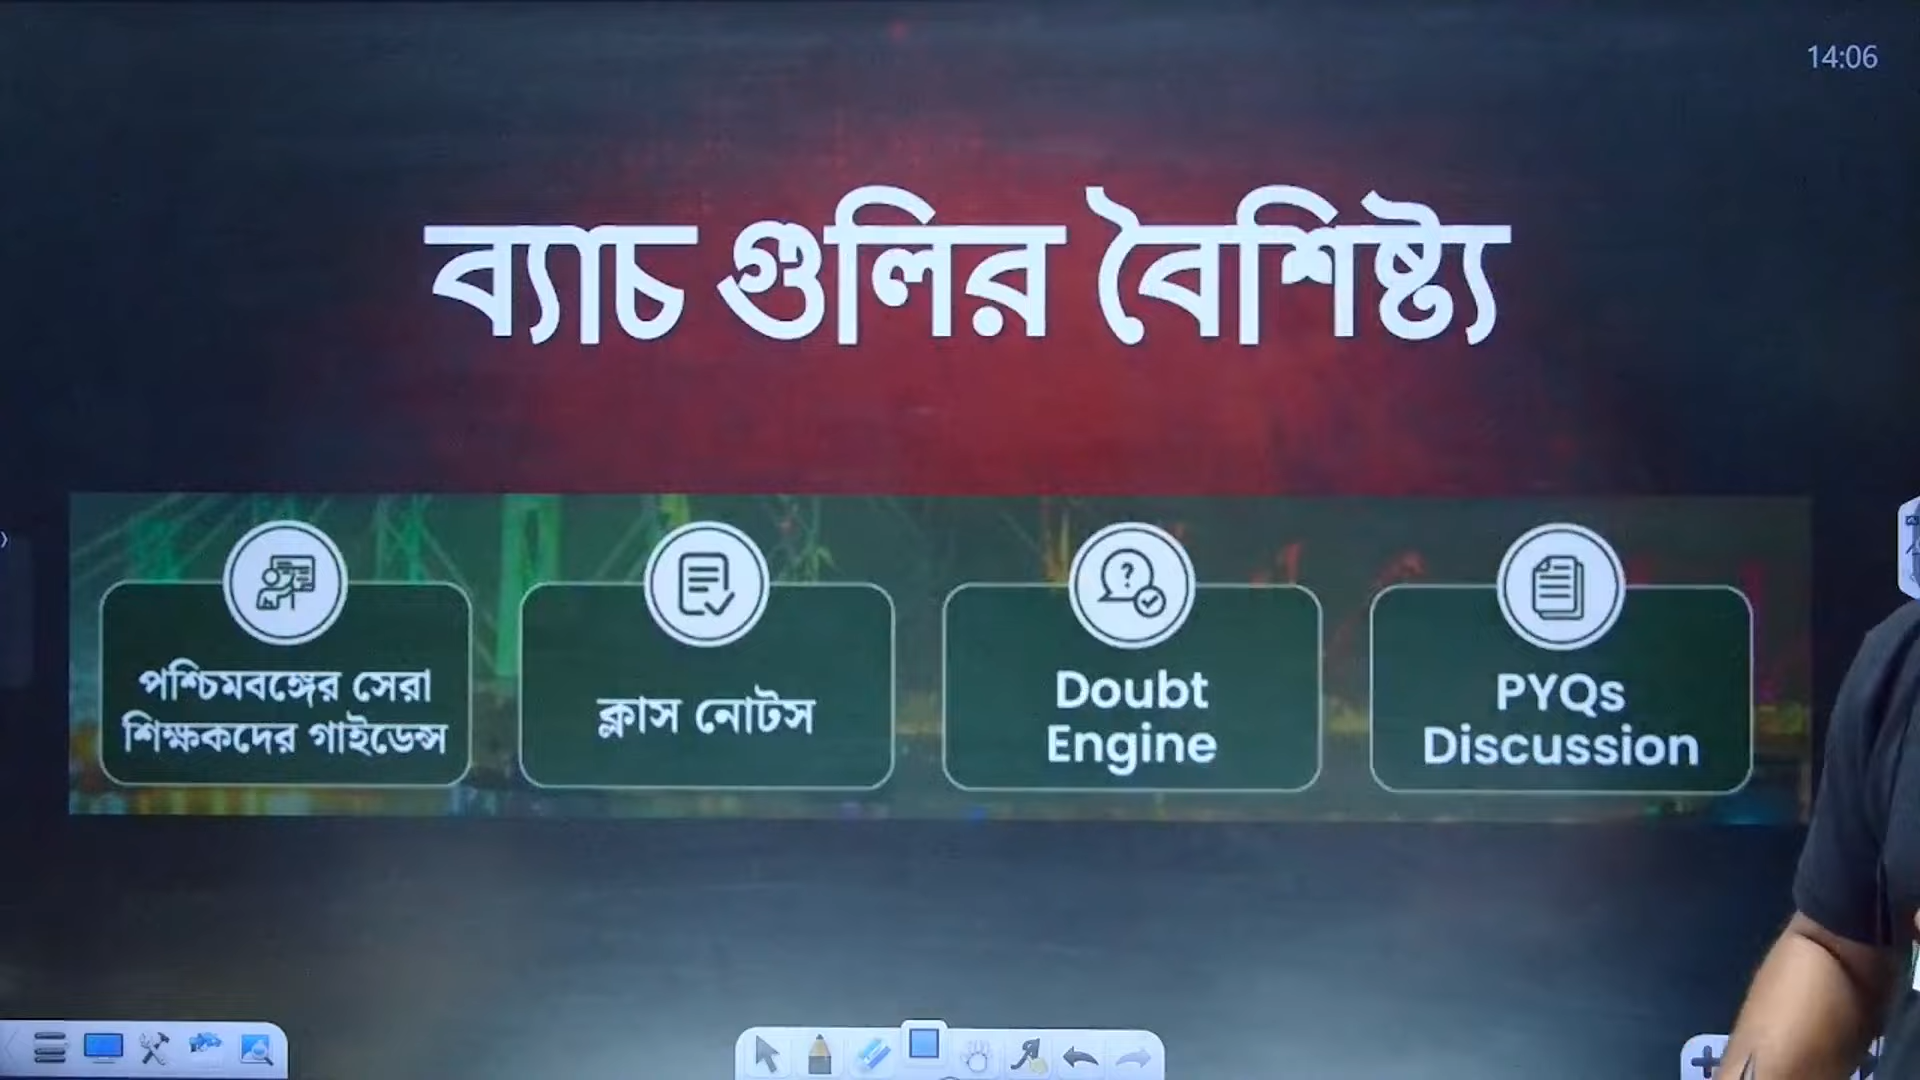 14:06
ব্যাচ গুলির বৈশিষ্ট্য
পশ্চিমবঙ্গের সেরা
শিক্ষকদের গাইডেন্স
ক্লাস নোটস
Doubt
Engine
PYQs
Discussion